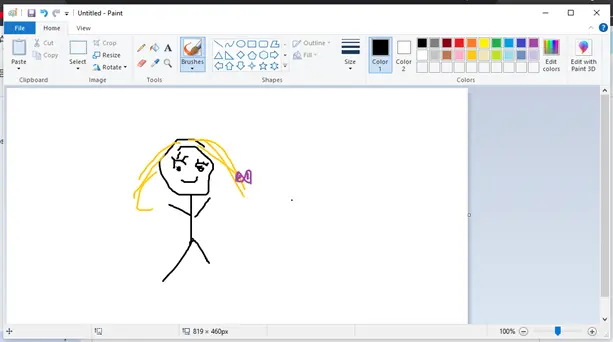 Untitled - Paint
File Home View
Paste Cut Copy
Clipboard
Select Crop Resize Rotate
Image
Tools
Brushes
Shapes
Outline Fill
Size
Color 1 Color 2
Colors
Edit colors
Edit with Paint 3D
819 × 460px
100%